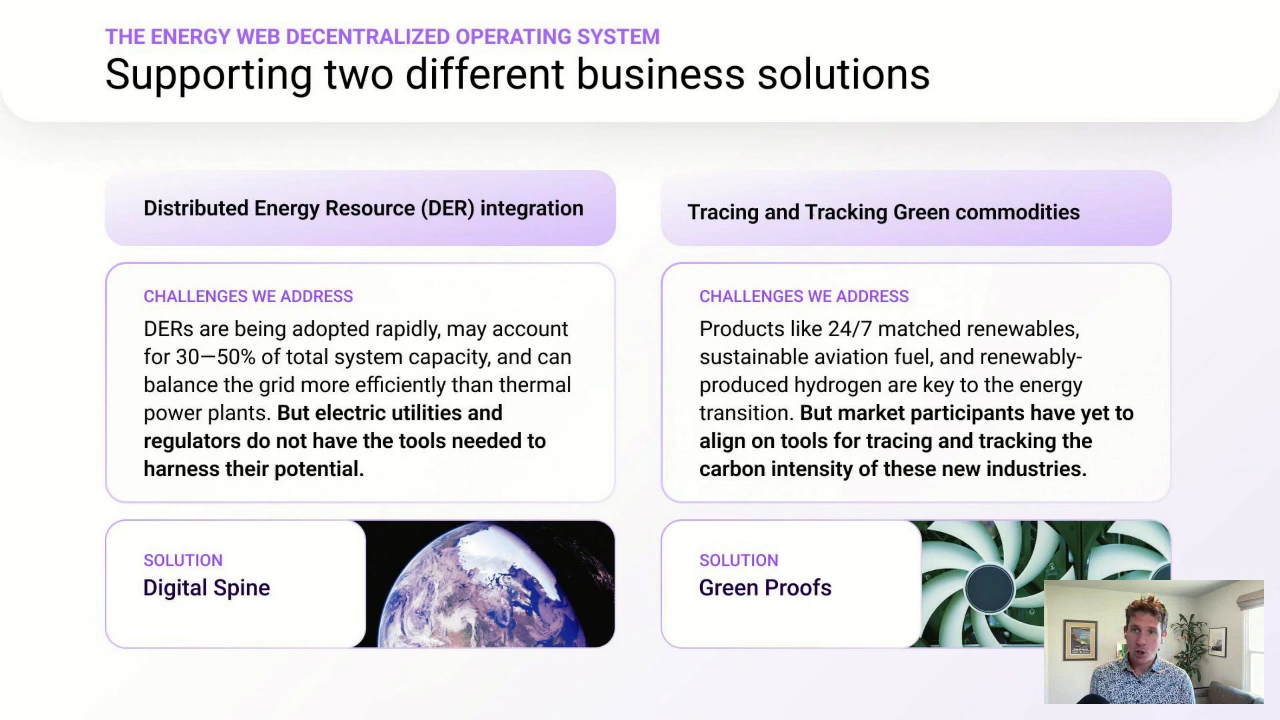 THE ENERGY WEB DECENTRALIZED OPERATING SYSTEM
Supporting two different business solutions
Distributed Energy Resource (DER) integration
CHALLENGES WE ADDRESS
DERs are being adopted rapidly, may account
for 30—50% of total system capacity, and can
balance the grid more efficiently than thermal
power plants. But electric utilities and
regulators do not have the tools needed to
harness their potential.
SOLUTION
Digital Spine
Tracing and Tracking Green commodities
CHALLENGES WE ADDRESS
Products like 24/7 matched renewables,
sustainable aviation fuel, and renewably-
produced hydrogen are key to the energy
transition. But market participants have yet to
align on tools for tracing and tracking the
carbon intensity of these new industries.
SOLUTION
Green Proofs